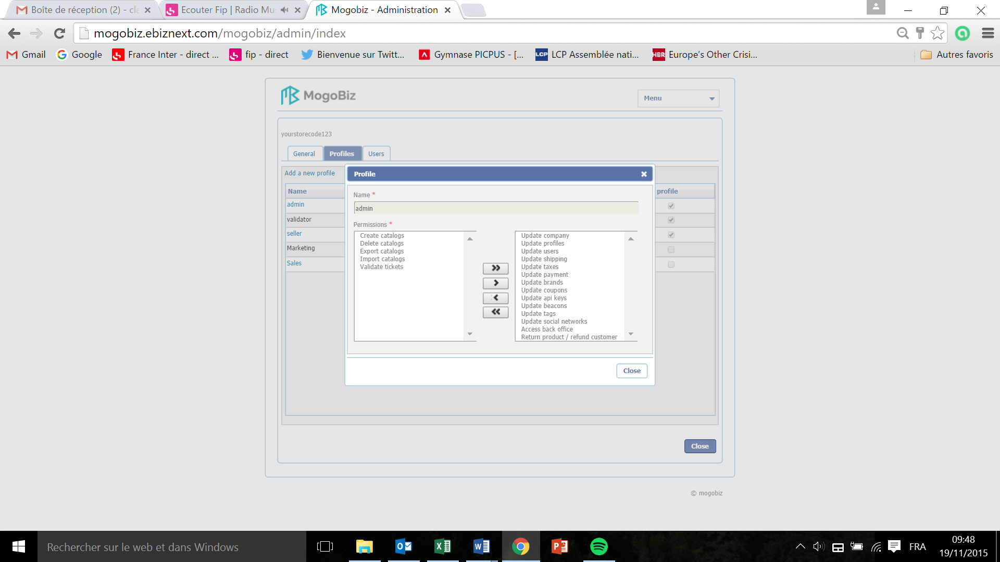 Boîte de réception (2) - cla
Ecouter Fip | Radio Mu
Mogobiz - Administration
mogobiz.ebiznext.com/mogobiz/admin/index
Gmail
Google
France Inter - direct ...
fip - direct
Bienvenue sur Twitt...
Gymnase PICPUS - [...
LCP
LCP Assemblée nati...
HBR
Europe's Other Crisi...
Autres favoris
MogoBiz
Menu
yourstorecode123
General
Profiles
Users
Add a new profile
Profile
Name
profile
Name *
admin
admin
validator
Permissions *
seller
Marketing
Sales
Create catalogs
Delete catalogs
Export catalogs
Import catalogs
Validate tickets
Update company
Update profiles
Update users
Update shipping
Update taxes
Update payment
Update brands
Update coupons
Update api keys
Update beacons
Update tags
Update social networks
Access back office
Return product / refund customer
Close
Close
© mogobiz
Rechercher sur le web et dans Windows
FRA
09:48
19/11/2015